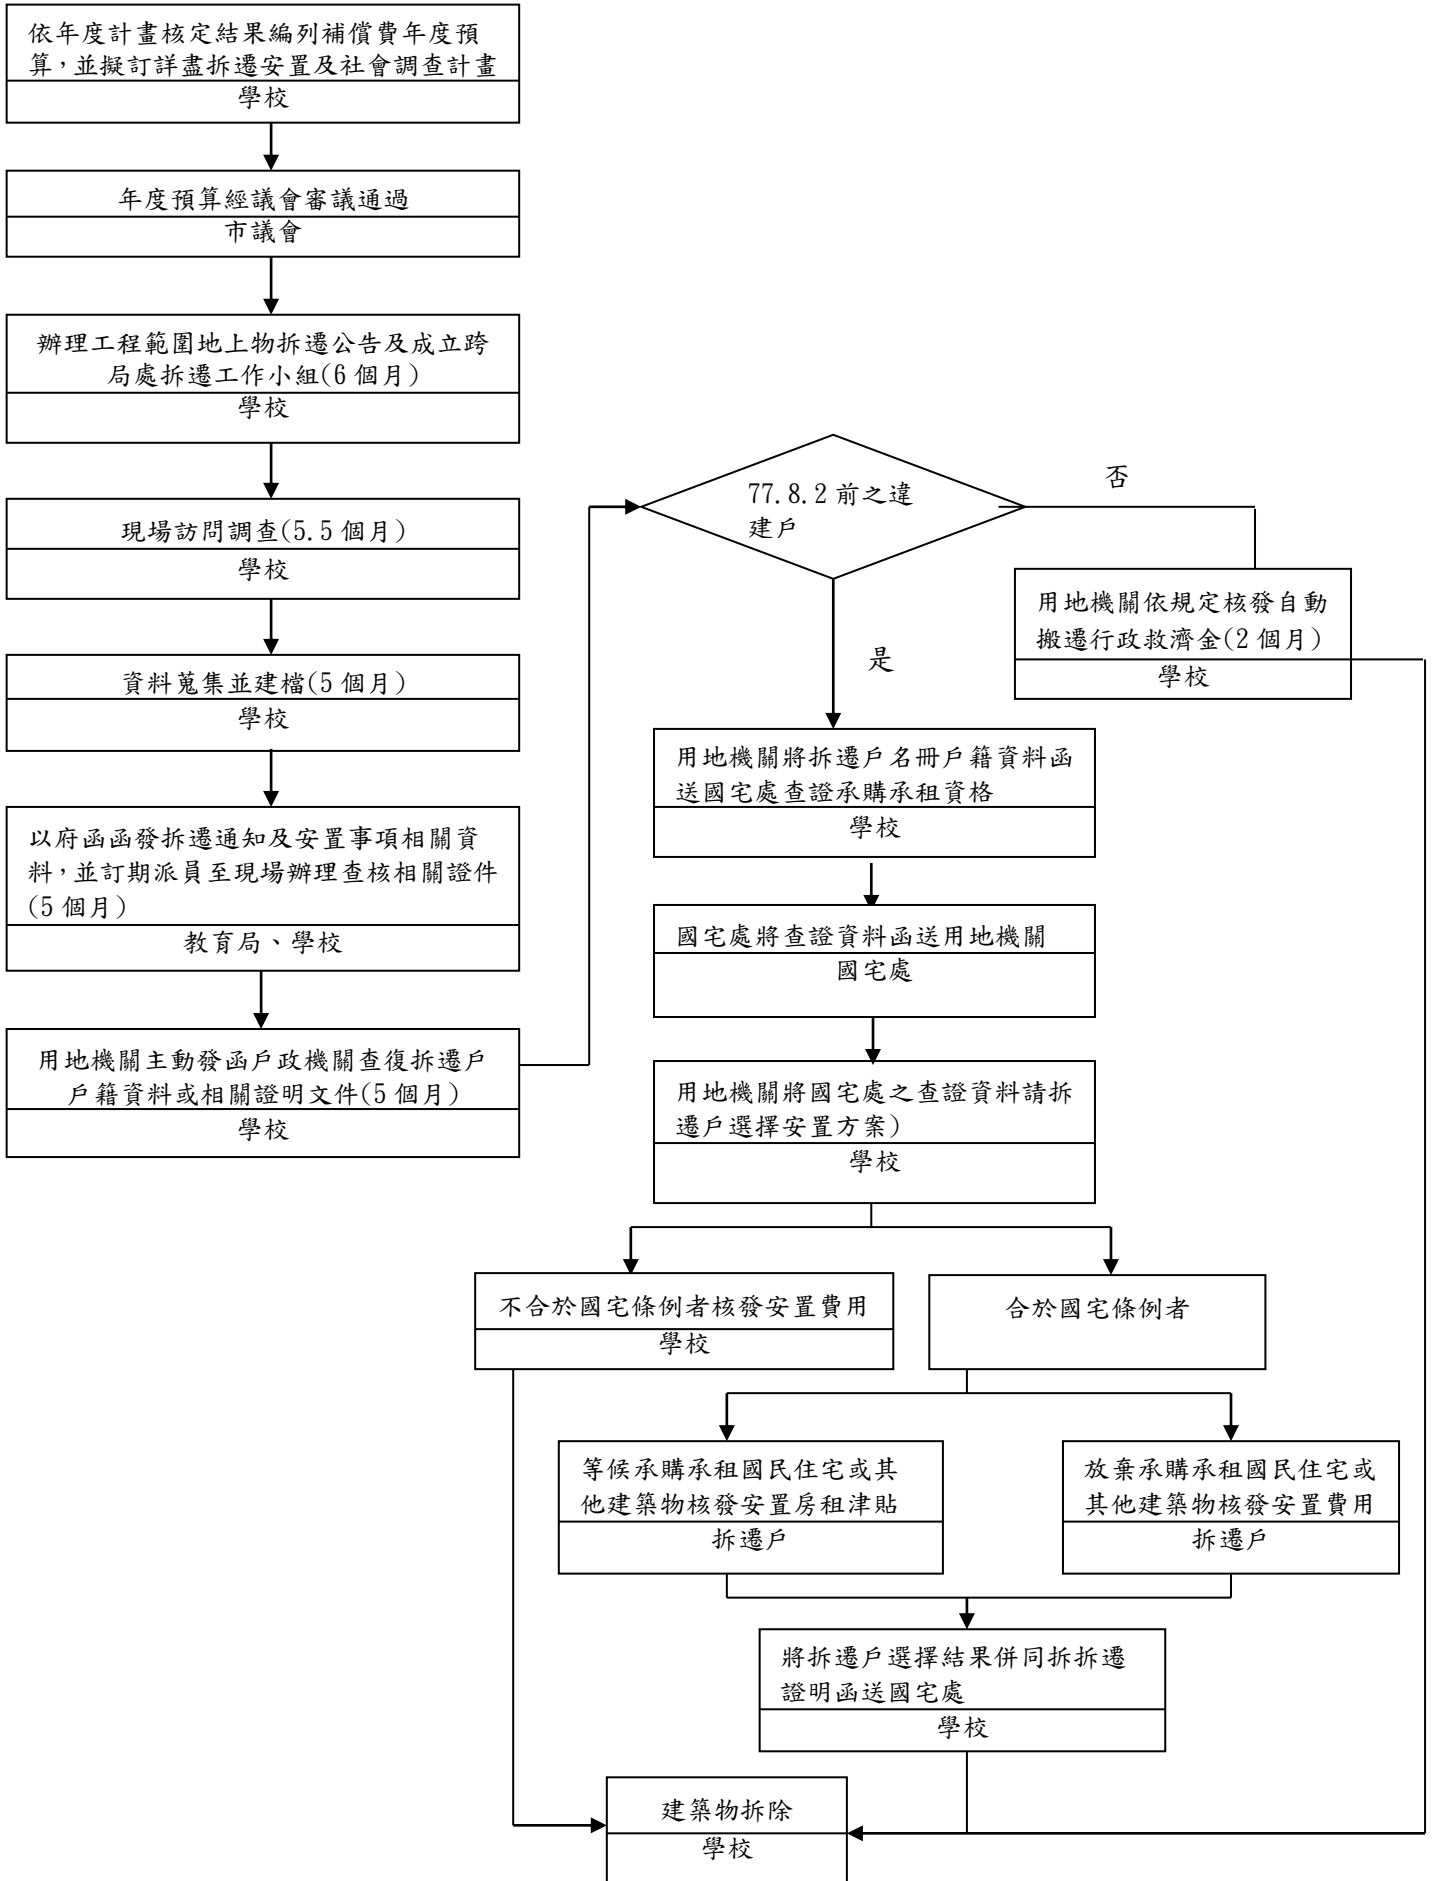 依年度計畫核定結果編列補償費年度預
算，並擬訂詳盡拆遷安置及社會調查計畫
學校
年度預算經議會審議通過
市議會
辦理工程範圍地上物拆遷公告及成立跨
局處拆遷工作小組(6 個月)
學校
現場訪問調查(5.5 個月)
學校
資料蒐集並建檔(5 個月)
學校
以府函函發拆遷通知及安置事項相關資
料，並訂期派員至現場辦理查核相關證件
(5 個月)
教育局、學校
用地機關主動發函戶政機關查復拆遷戶
戶籍資料或相關證明文件(5 個月)
學校
77.8.2 前之違
建戶
否
用地機關依規定核發自動
搬遷行政救濟金(2 個月)
學校
是
用地機關將拆遷戶名冊戶籍資料函
送國宅處查證承購承租資格
學校
國宅處將查證資料函送用地機關
國宅處
用地機關將國宅處之查證資料請拆
遷戶選擇安置方案)
學校
不合於國宅條例者核發安置費用
學校
合於國宅條例者
等候承購承租國民住宅或其
他建築物核發安置房租津貼
拆遷戶
放棄承購承租國民住宅或
其他建築物核發安置費用
拆遷戶
將拆遷戶選擇結果併同拆拆遷
證明函送國宅處
學校
建築物拆除
學校